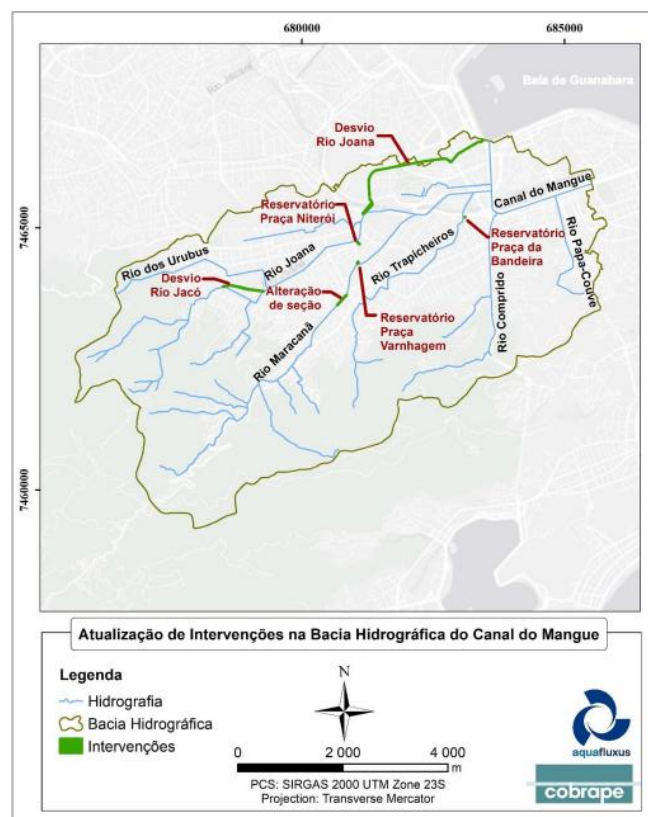 680000
685000
Baia de Guanabara
Desvio
Rio Joana
7465000
Reservatório
Praça Niterói
Canal do Mangue
Rio dos Urubus
Rio Joana
Rio Trapicheiros
Reservatório
Praça da
Bandeira
Rio Papa-Couve
Desvio
Rio Jacó
Alteração
de seção
Rio Maracanã
Reservatório
Praça
Varnhagem
Rio Comprido
7460000
Atualização de Intervenções na Bacia Hidrográfica do Canal do Mangue
Legenda
Hidrografia
Bacia Hidrográfica
Intervenções
N
0 2 000 4 000
m
PCS: SIRGAS 2000 UTM Zone 23S
Projection: Transverse Mercator
aquafluxus
cobrape